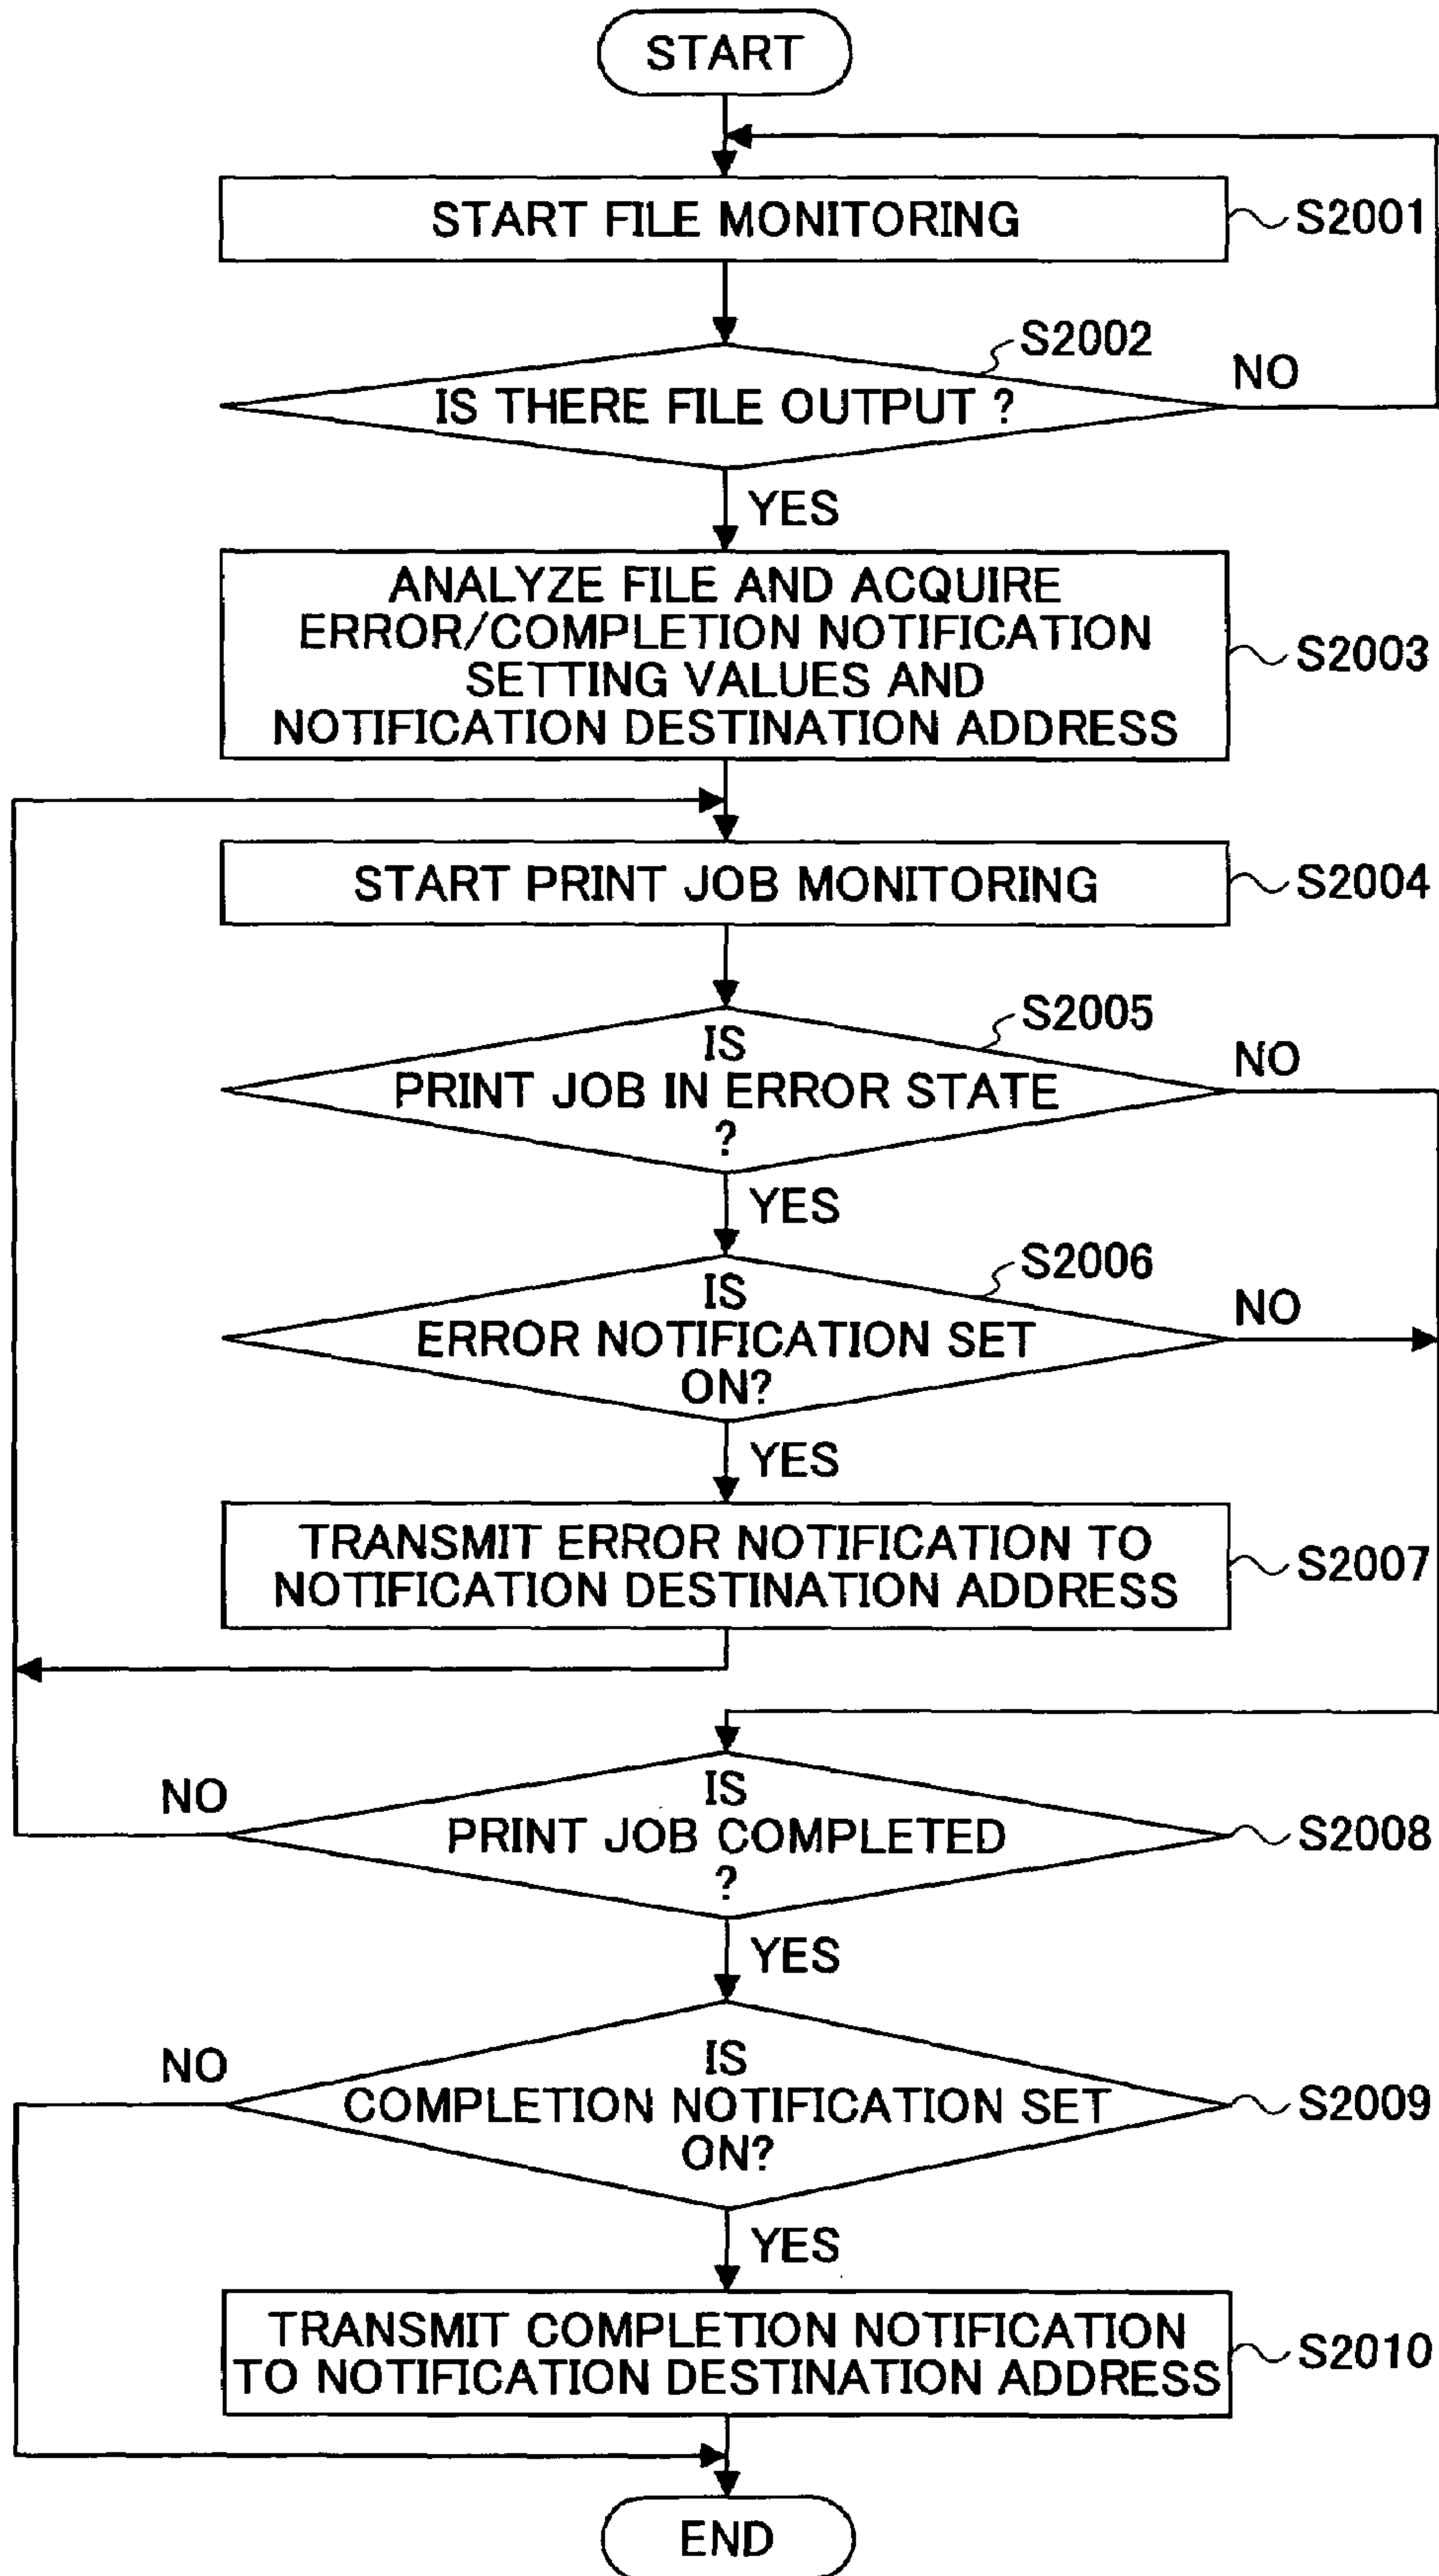 START
START FILE MONITORING
S2001
S2002
IS THERE FILE OUTPUT ?
NO
YES
ANALYZE FILE AND ACQUIRE
ERROR/COMPLETION NOTIFICATION
SETTING VALUES AND
NOTIFICATION DESTINATION ADDRESS
S2003
START PRINT JOB MONITORING
S2004
S2005
IS
PRINT JOB IN ERROR STATE
?
NO
YES
S2006
IS
ERROR NOTIFICATION SET
ON?
NO
YES
TRANSMIT ERROR NOTIFICATION TO
NOTIFICATION DESTINATION ADDRESS
S2007
NO
IS
PRINT JOB COMPLETED
?
S2008
YES
NO
IS
COMPLETION NOTIFICATION SET
ON?
S2009
YES
TRANSMIT COMPLETION NOTIFICATION
TO NOTIFICATION DESTINATION ADDRESS
S2010
END